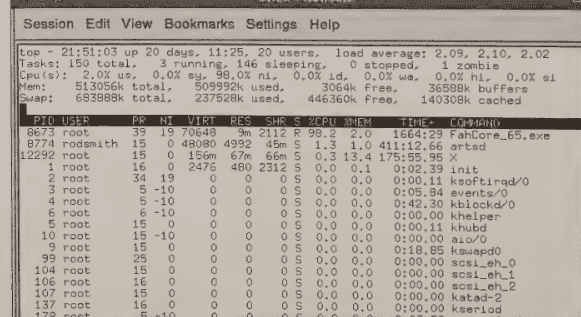 Session Edit View Bookmarks Settings Help
top - 21:51:03 up 20 days, 11:25, 20 users, load average: 2.09, 2.10, 2.02
Tasks: 150 total, 3 running, 146 sleeping, 0 stopped, 1 zombie
Cpu(s): 2.0% us, 0.0% sy, 98.0% ni, 0.0% id, 0.0% wa, 0.0% hi, 0.0% si
Mem: 513056k total, 509992k used, 3064k free, 36588k buffers
Swap: 683888k total, 237528k used, 446360k free, 140308k cached
PID USER PR NI VIRT RES SHR S %CPU %MEM TIME+ COMMAND
8673 root 39 19 70648 9m 2112 R 98.2 2.0 1664:29 FahCore_65.exe
8774 rodsmith 15 0 48080 4992 45m S 1.3 1.0 411:12.66 artsd
12292 root 15 0 156m 67m 66m S 0.3 13.4 175:55.95 X
1 root 16 0 2476 480 2312 S 0.0 0.1 0:02.39 init
2 root 34 19 0 0 0 S 0.0 0.0 0:00.11 ksoftirqd/0
3 root 5 -10 0 0 0 S 0.0 0.0 0:05.84 events/0
4 root 5 -10 0 0 0 S 0.0 0.0 0:42.30 kblockd/0
6 root 6 -10 0 0 0 S 0.0 0.0 0:00.00 khelper
5 root 15 0 0 0 0 S 0.0 0.0 0:00.11 khubd
10 root 15 -10 0 0 0 S 0.0 0.0 0:00.00 aio/0
9 root 15 0 0 0 0 S 0.0 0.0 0:18.85 kswapd0
99 root 25 0 0 0 0 S 0.0 0.0 0:00.00 scsi_eh_0
104 root 15 0 0 0 0 S 0.0 0.0 0:00.00 scsi_eh_1
106 root 16 0 0 0 0 S 0.0 0.0 0:00.00 scsi_eh_2
107 root 15 0 0 0 0 S 0.0 0.0 0:00.00 katad-2
137 root 16 0 0 0 0 S 0.0 0.0 0:00.00 kseriod
178 root 5 -10